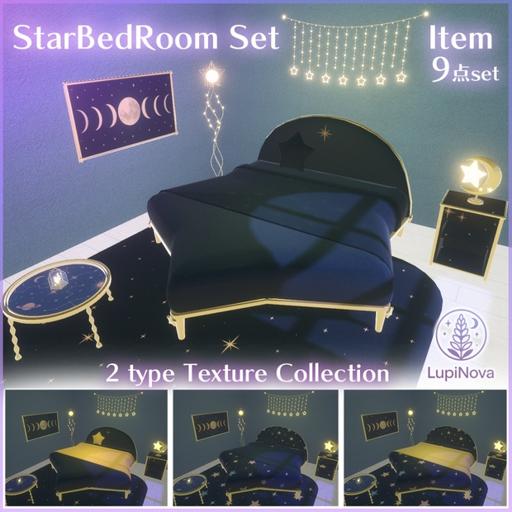 StarBedRoom Set
Item
9点set
LupiNova
2 type Texture Collection